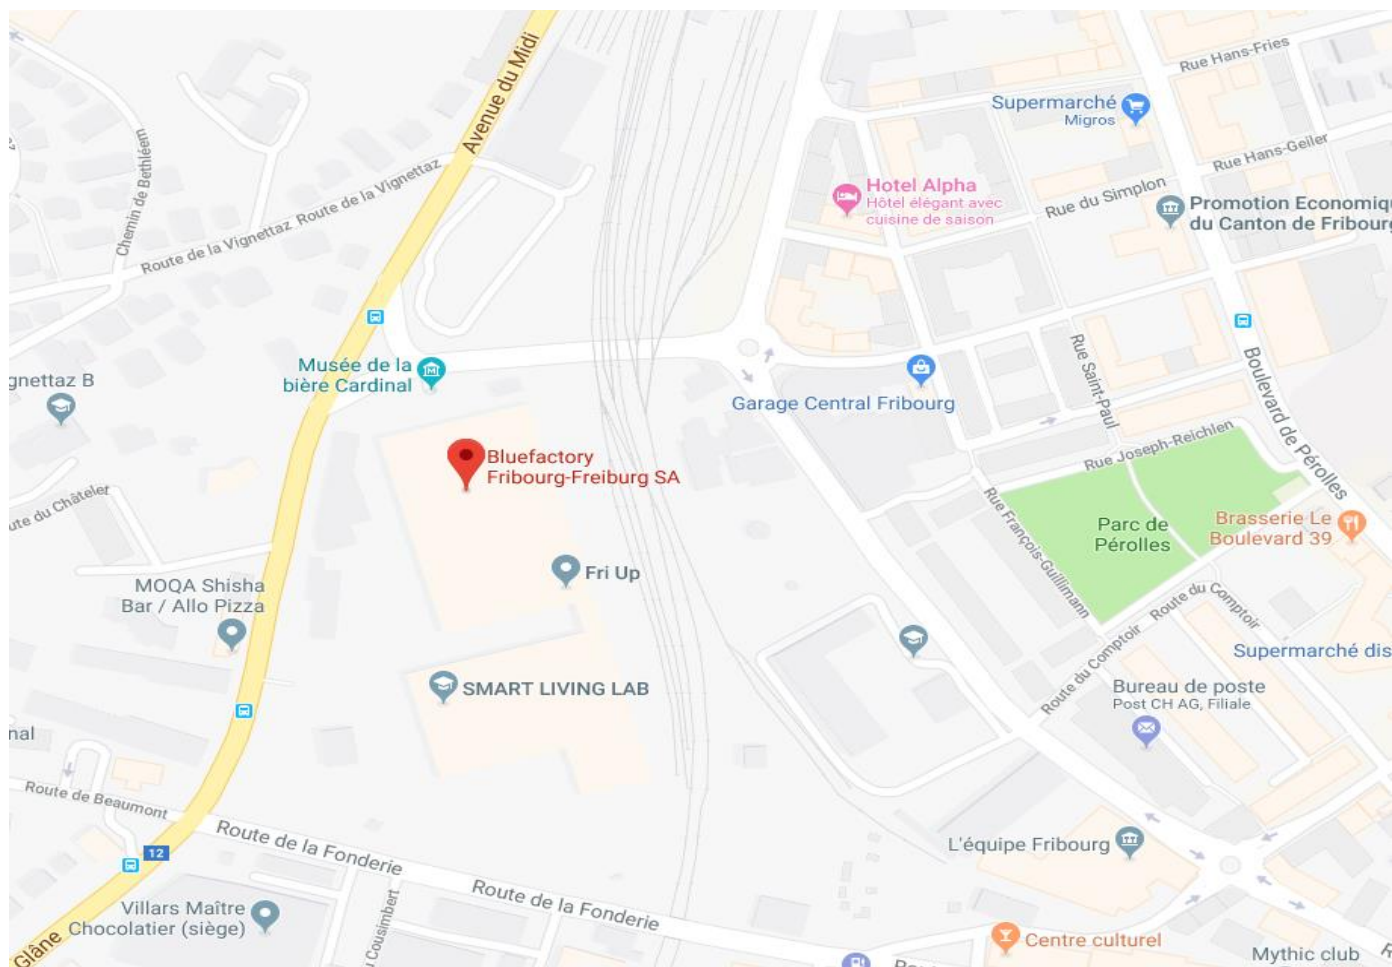 Avenue du Midi
Rue Hans-Fries
Supermarché
Migros
Chemin de Bethléem
Route de la Vignettaz
Route de la Vignettaz
Rue Hans-Geiler
Hotel Alpha
Hôtel élégant avec
cuisine de saison
Rue du Simplon
Promotion Economiqu
du Canton de Fribourg
Musée de la
bière Cardinal
gnettaz B
Garage Central Fribourg
Rue Saint-Paul
Boulevard de Pérolles
Rue Joseph-Reichlen
Bluefactory
Fribourg-Freiburg SA
ute du Châtelet
Rue François-Guillimann
Parc de
Pérolles
Brasserie Le
Boulevard 39
Fri Up
MOQA Shisha
Bar / Allo Pizza
Route du Comptoir
Route du Comptoir
Supermarché dis
SMART LIVING LAB
Bureau de poste
Post CH AG, Filiale
nal
Route de Beaumont
Route de la Fonderie
L'équipe Fribourg
12
Route de la Fonderie
Villars Maître
Chocolatier (siège)
u Cousimbert
Glâne
Centre culturel
Mythic club